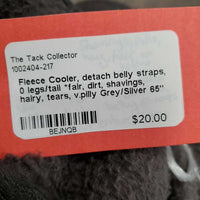 The Tack Collector
1002404-217
Fleece Cooler, detach belly straps,
0 legs/tail *fair, dirt, shavings,
hairy, tears, v.pilly Grey/Silver 65"
$20.00
BEJNQB